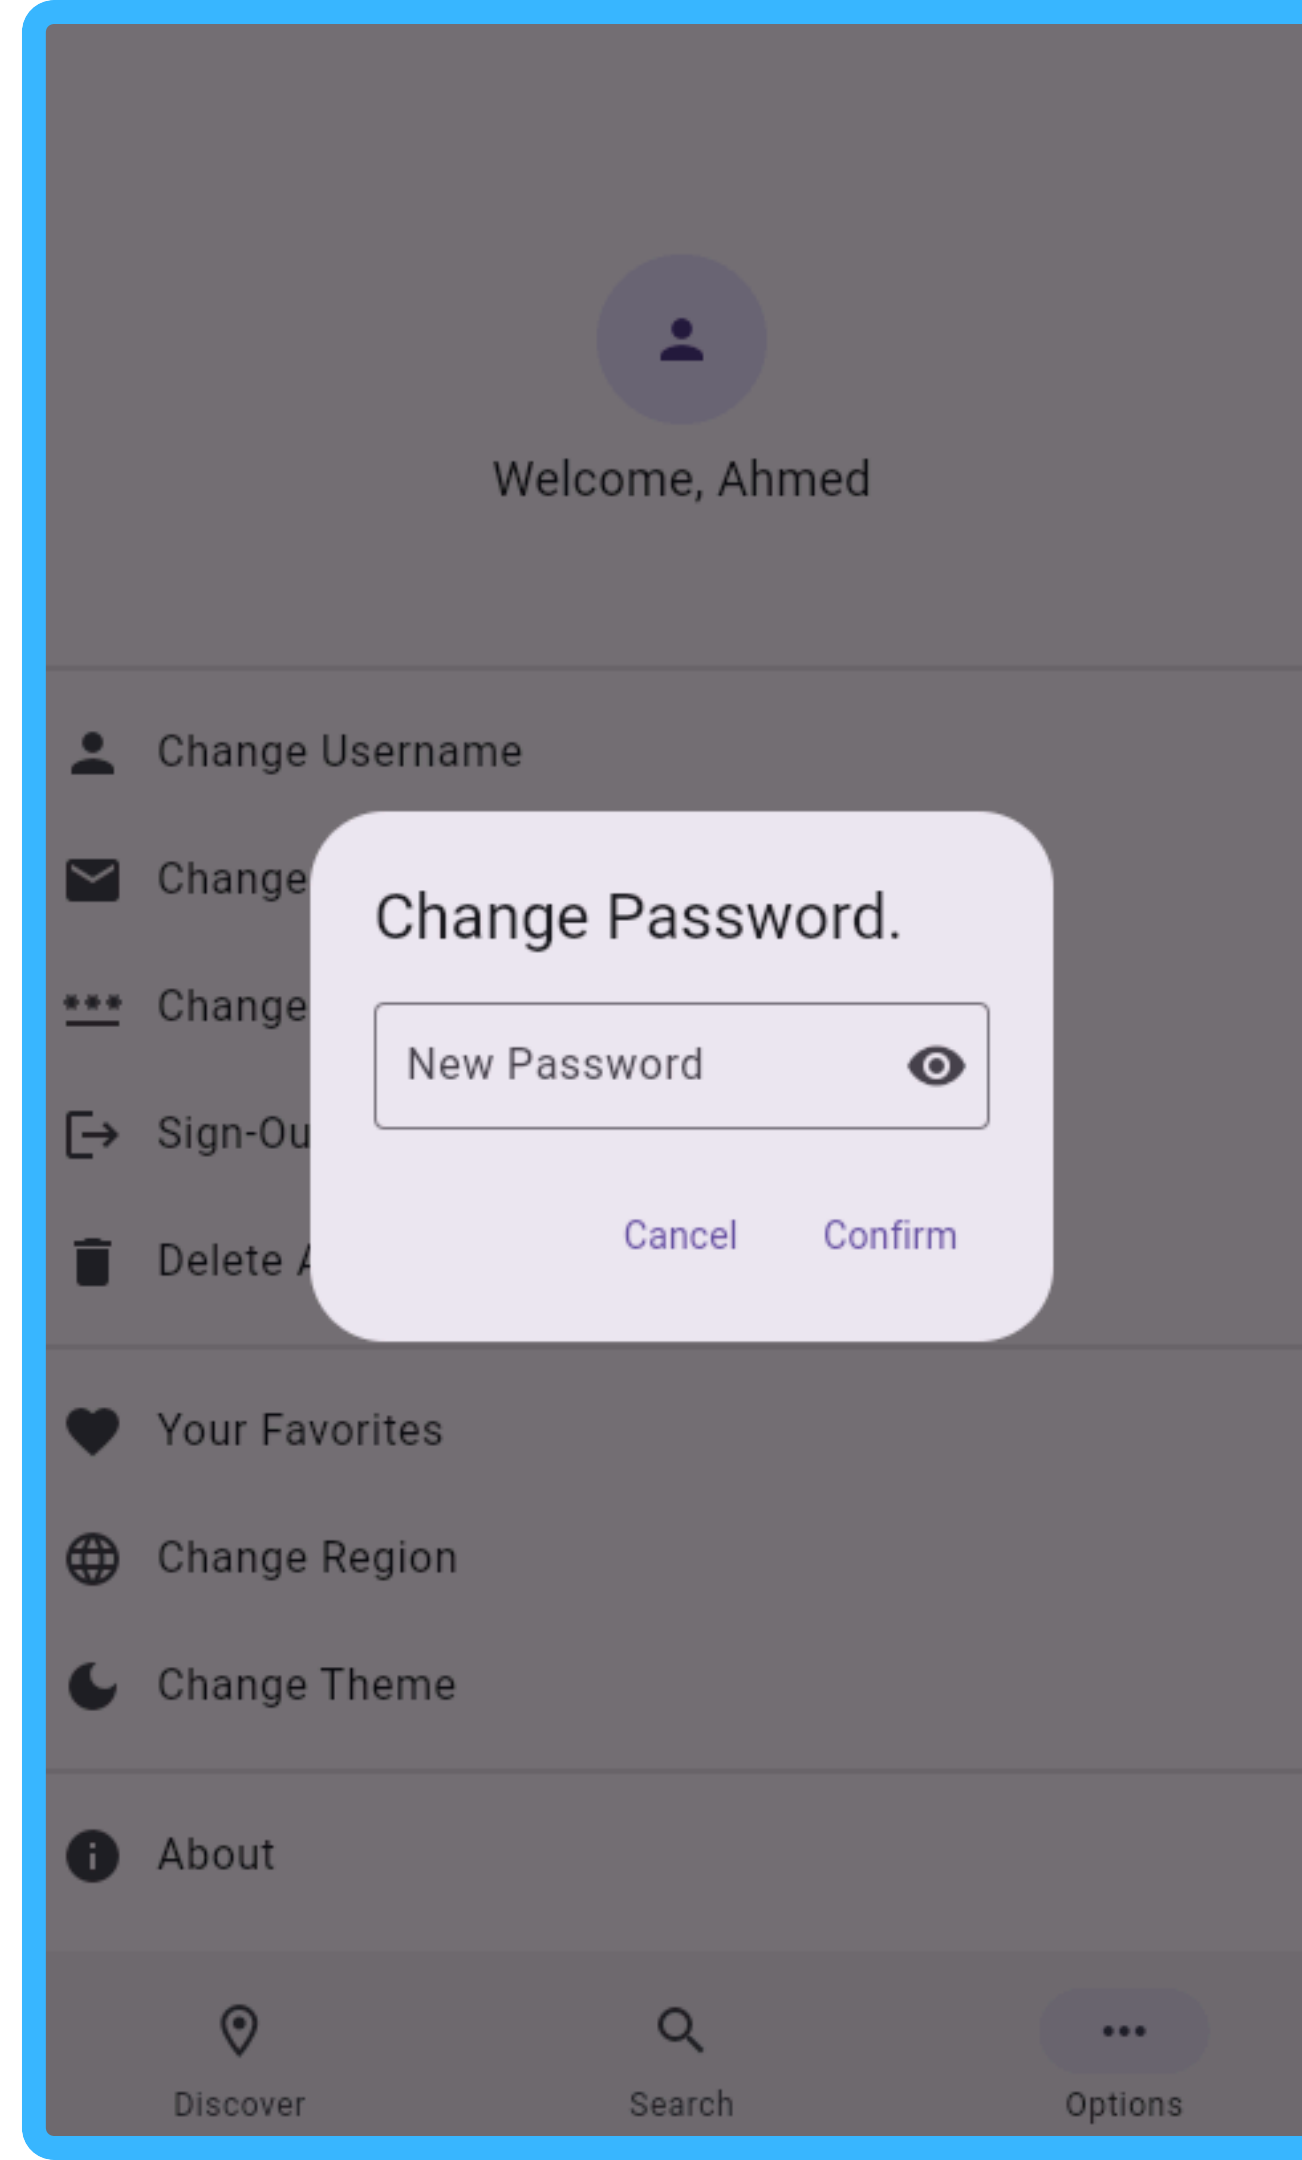 Welcome, Ahmed
Change Username
Change
Change Password.
Change
New Password
Sign-Ou
Cancel Confirm
Delete
Your Favorites
Change Region
Change Theme
About
Discover Search Options